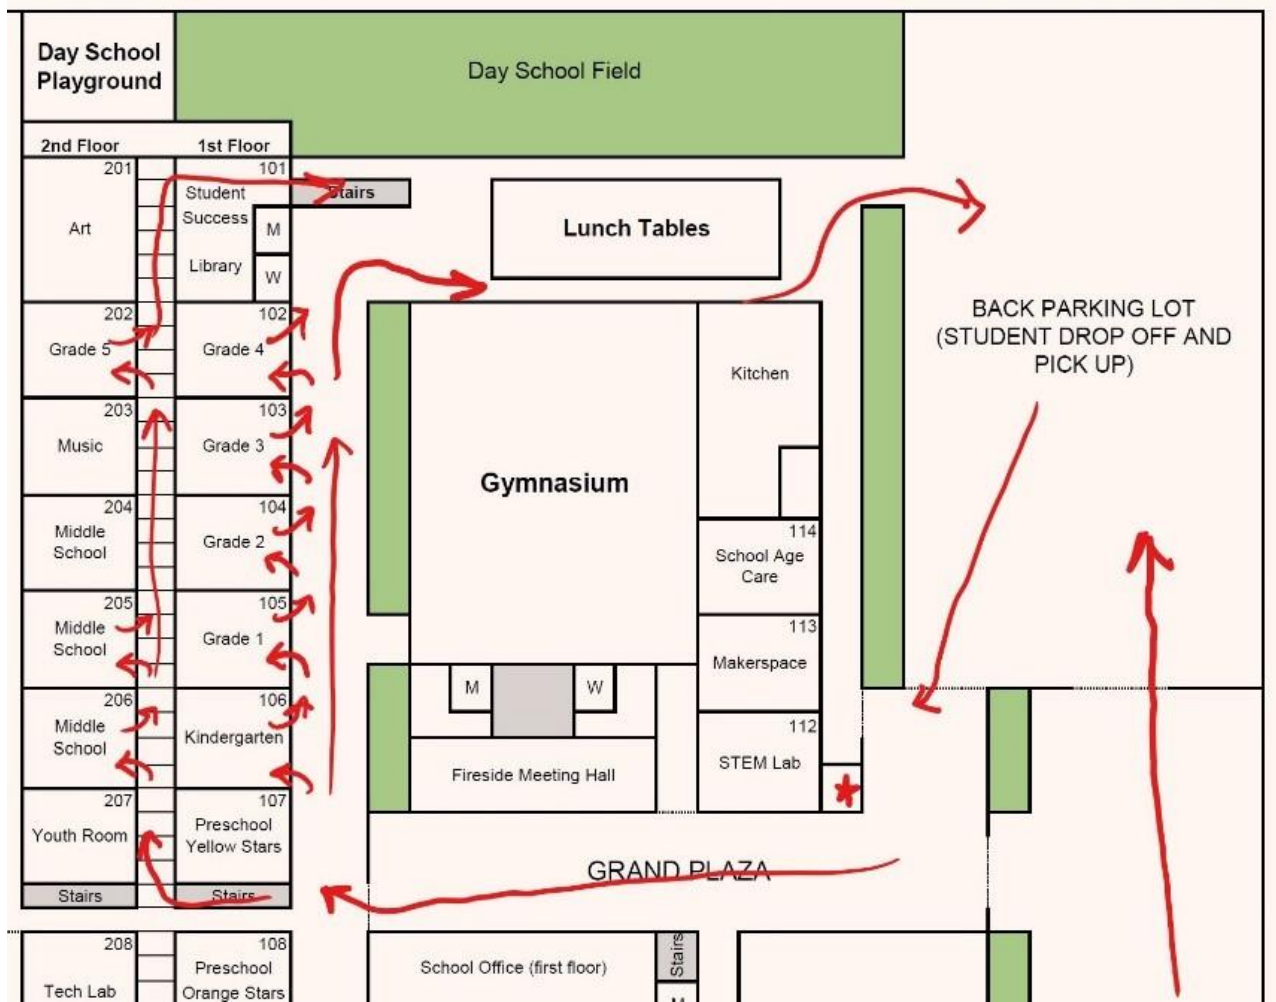 Day School
Playground
Day School Field
2nd Floor
1st Floor
201
Art
101
Student
Success
Library
M
W
Stairs
Lunch Tables
202
Grade 5
102
Grade 4
203
Music
103
Grade 3
204
Middle
School
104
Grade 2
205
Middle
School
105
Grade 1
206
Middle
School
106
Kindergarten
207
Youth Room
107
Preschool
Yellow Stars
Stairs
Stairs
208
Tech Lab
108
Preschool
Orange Stars
Gymnasium
Kitchen
114
School Age
Care
113
Makerspace
112
STEM Lab
M
W
Fireside Meeting Hall
BACK PARKING LOT
(STUDENT DROP OFF AND
PICK UP)
GRAND PLAZA
School Office (first floor)
Stairs
M